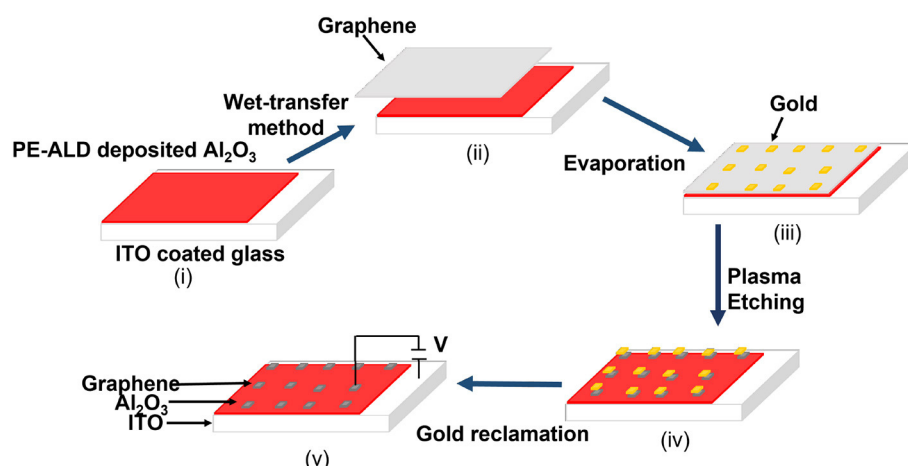 Graphene
Wet-transfer
method
PE-ALD deposited Al₂O₃
ITO coated glass
(i)
(ii)
Evaporation
Gold
(iii)
Plasma
Etching
(iv)
Gold reclamation
V
Graphene
Al₂O₃
ITO
(v)